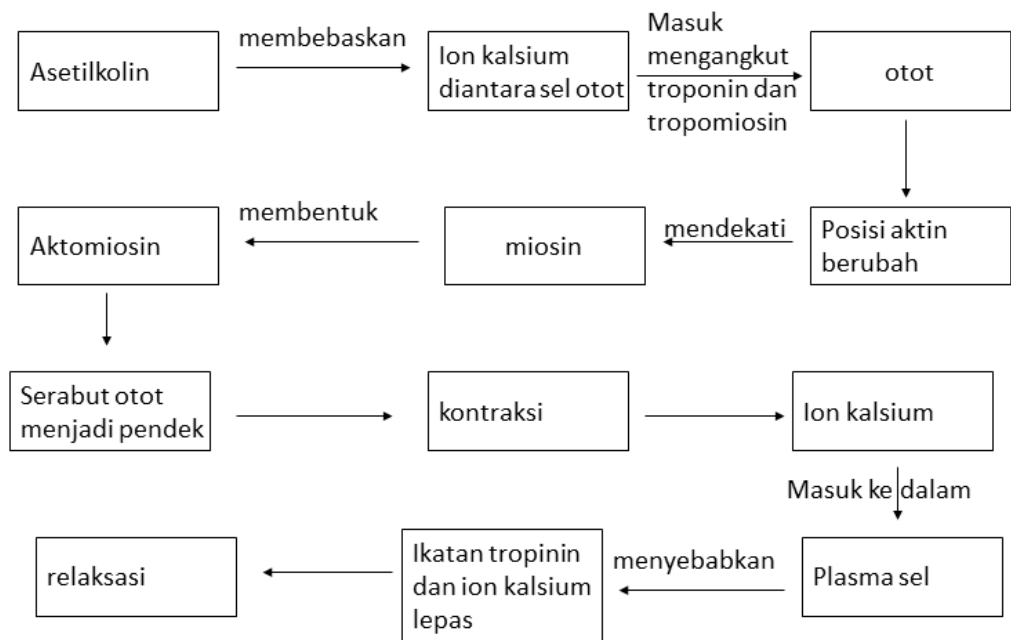 Asetilkolin
membebaskan
Ion kalsium
diantara sel otot
Masuk
mengangkut
troponin dan
tropomiosin
otot
Posisi aktin
berubah
mendekati
miosin
membentuk
Aktomiosin
Serabut otot
menjadi pendek
kontraksi
Ion kalsium
Masuk ke dalam
Plasma sel
menyebabkan
Ikatan tropinin
dan ion kalsium
lepas
relaksasi